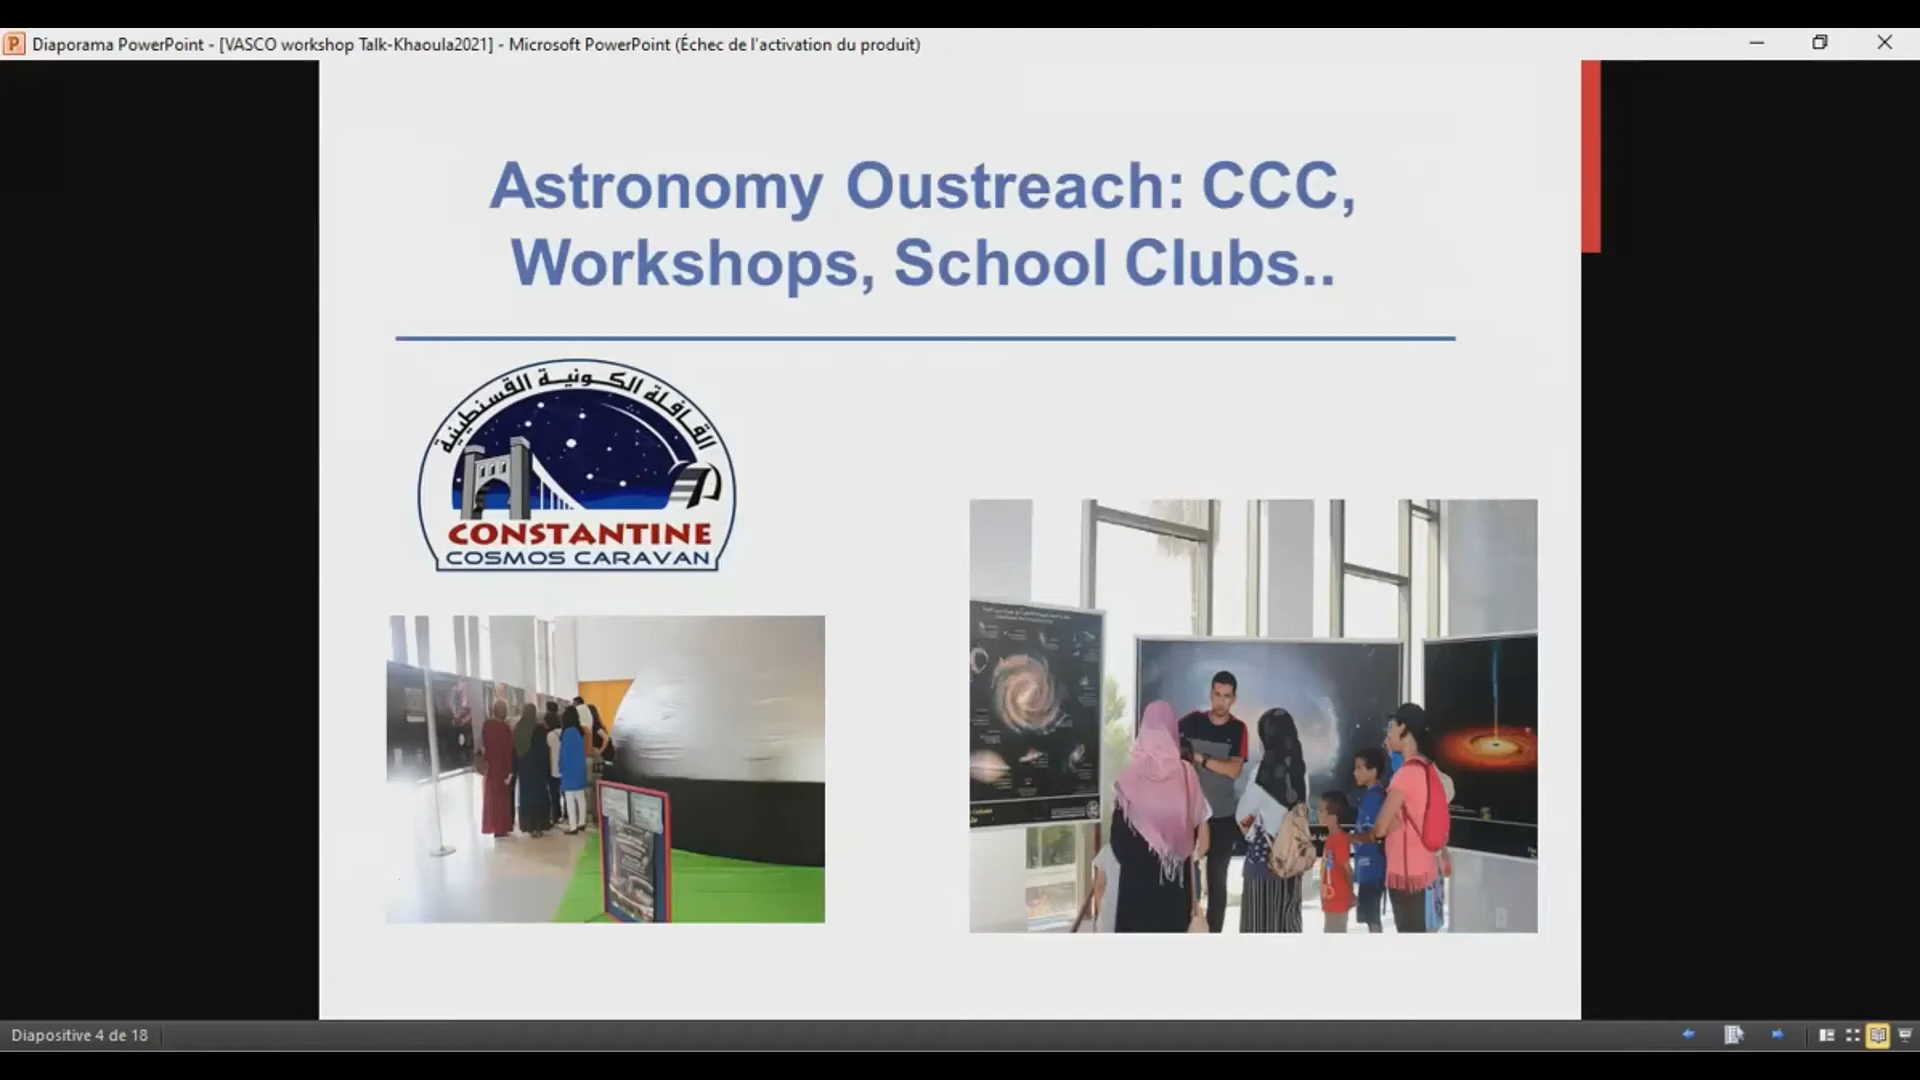 Diaporama PowerPoint - [VASCO workshop Talk-Khaoula2021] - Microsoft PowerPoint (Échec de l'activation du produit)
Astronomy Oustreach: CCC,
Workshops, School Clubs..
القافلة الكونية القسنطينية
CONSTANTINE
COSMOS CARAVAN
Diapositive 4 de 18